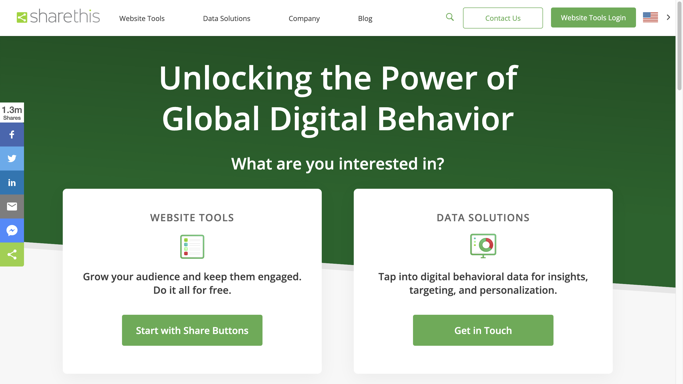 sharethis
Website Tools
Data Solutions
Company
Blog
Contact Us
Website Tools Login
1.3m
Shares
Unlocking the Power of
Global Digital Behavior
What are you interested in?
WEBSITE TOOLS
Grow your audience and keep them engaged.
Do it all for free.
Start with Share Buttons
DATA SOLUTIONS
Tap into digital behavioral data for insights,
targeting, and personalization.
Get in Touch